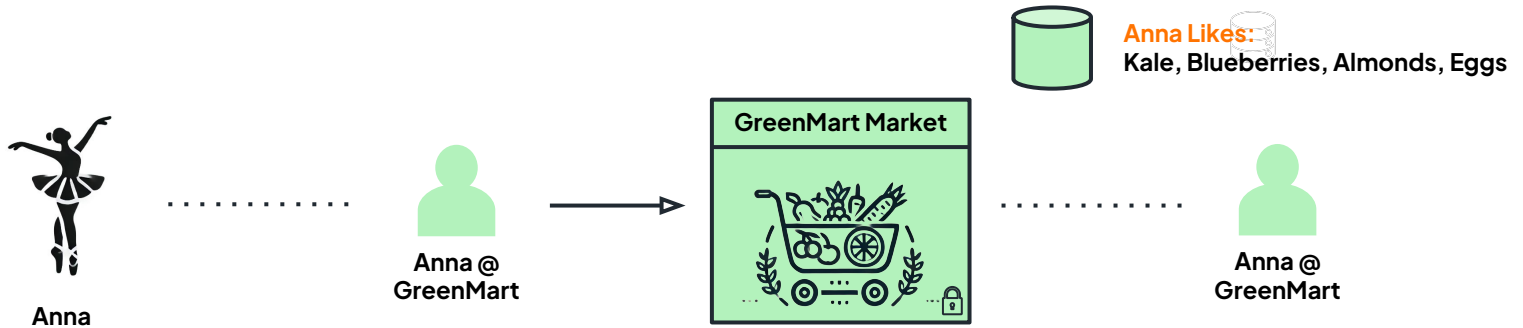 Anna Likes:
Kale, Blueberries, Almonds, Eggs
GreenMart Market
Anna @
GreenMart
Anna @
GreenMart
Anna